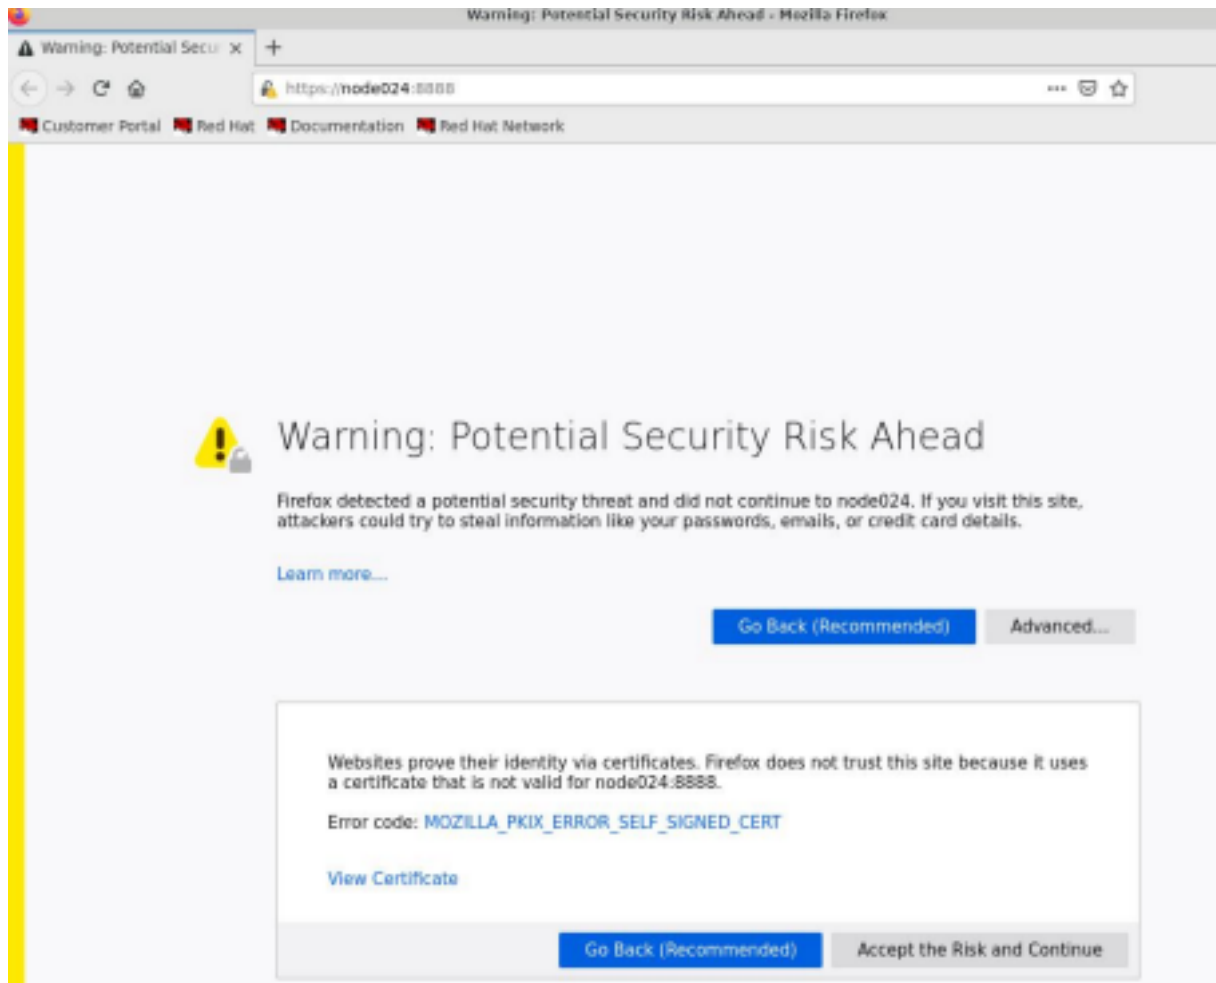 Warning: Potential Security Risk Ahead - Mozilla Firefox
Warning: Potential Secu
https://node024:8888
Customer Portal Red Hat Documentation Red Hat Network
Warning: Potential Security Risk Ahead
Firefox detected a potential security threat and did not continue to node024. If you visit this site,
attackers could try to steal information like your passwords, emails, or credit card details.
Learn more...
Go Back (Recommended) Advanced...
Websites prove their identity via certificates. Firefox does not trust this site because it uses
a certificate that is not valid for node024:8888.
Error code: MOZILLA_PKIX_ERROR_SELF_SIGNED_CERT
View Certificate
Go Back (Recommended) Accept the Risk and Continue